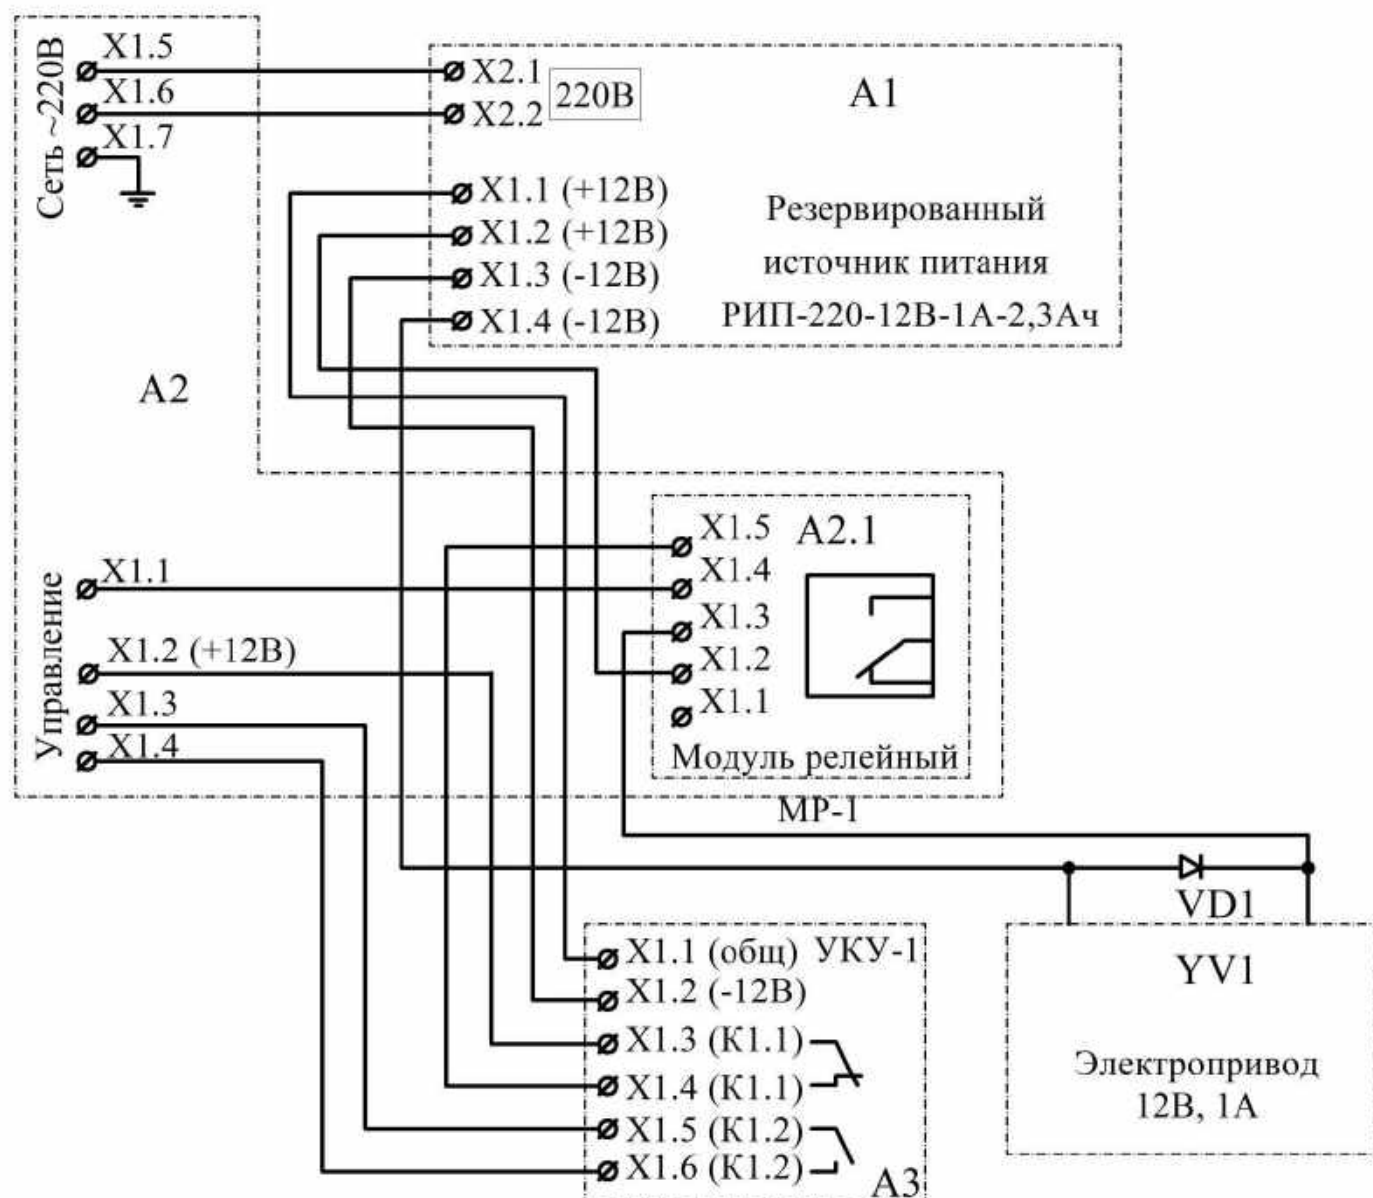 Сеть ~220В
X1.5
X1.6
X1.7
X2.1
X2.2
220В
А1
X1.1 (+12В)
X1.2 (+12В)
X1.3 (-12В)
X1.4 (-12В)
Резервированный
источник питания
РИП-220-12В-1А-2,3Ач
А2
Управление
X1.1
X1.2 (+12В)
X1.3
X1.4
X1.5
X1.4
X1.3
X1.2
X1.1
А2.1
Модуль релейный
МР-1
VD1
X1.1 (общ) УКУ-1
X1.2 (-12В)
X1.3 (К1.1)
X1.4 (К1.1)
X1.5 (К1.2)
X1.6 (К1.2)
А3
YV1
Электропривод
12В, 1А